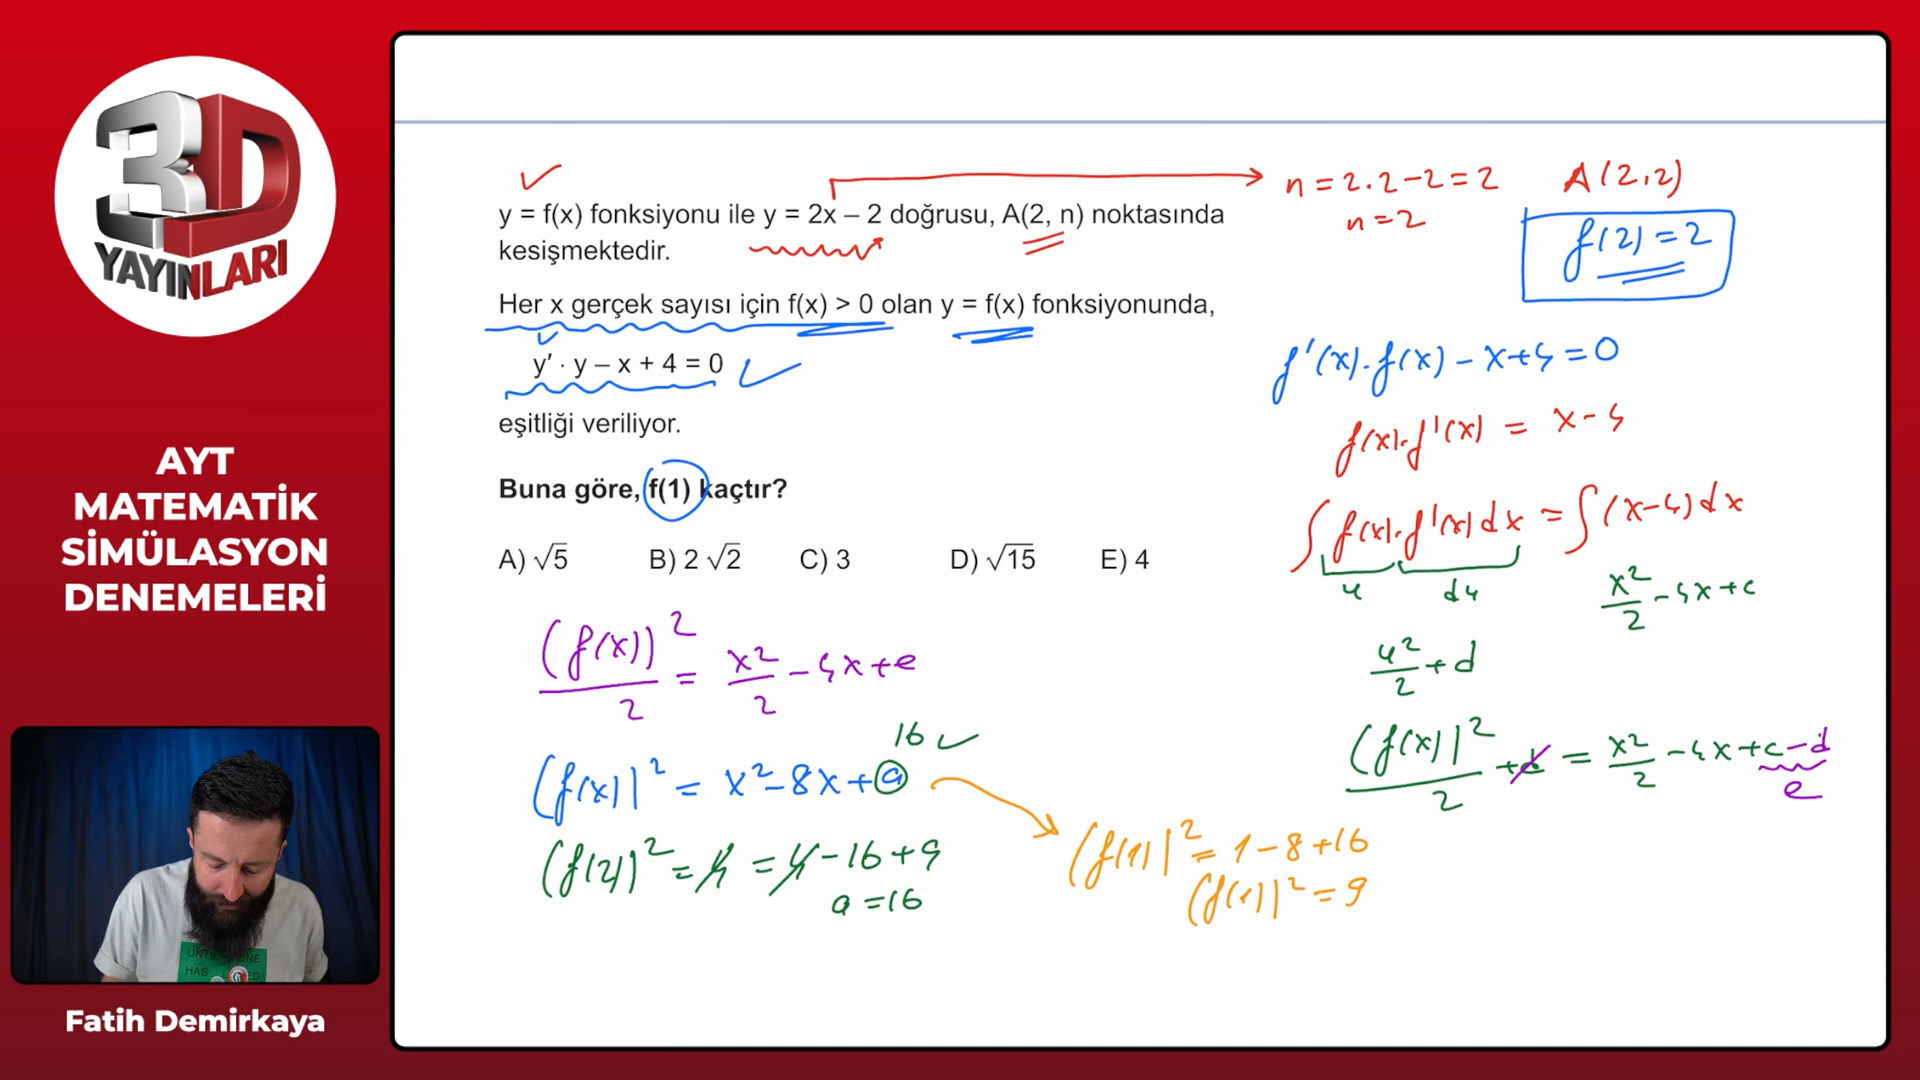 3D
YAYINLARI
AYT
MATEMATİK
SİMÜLASYON
DENEMELERİ
Fatih Demirkaya
y = f(x) fonksiyonu ile y = 2x – 2 doğrusu, A(2, n) noktasında
kesişmektedir.
Her x gerçek sayısı için f(x) > 0 olan y = f(x) fonksiyonunda,
y' · y – x + 4 = 0
eşitliği veriliyor.
Buna göre, f(1) kaçtır?
A) √5 B) 2 √2 C) 3 D) √15 E) 4
(f(x))²/2 = x²/2 - 4x + e
16
(f(x))² = x² - 8x + a
(f(2))² = 4 = 4 - 16 + a
a = 16
n = 2.2 - 2 = 2 A(2,2)
n = 2
f(2) = 2
f'(x).f(x) - x + 4 = 0
f(x).f'(x) = x - 4
∫ f(x).f'(x) dx = ∫ (x - 4) dx
u du
x²/2 - 4x + c
u²/2 + d
(f(x))²/2 + d = x²/2 - 4x + c - d
e
(f(1))² = 1 - 8 + 16
(f(1))² = 9